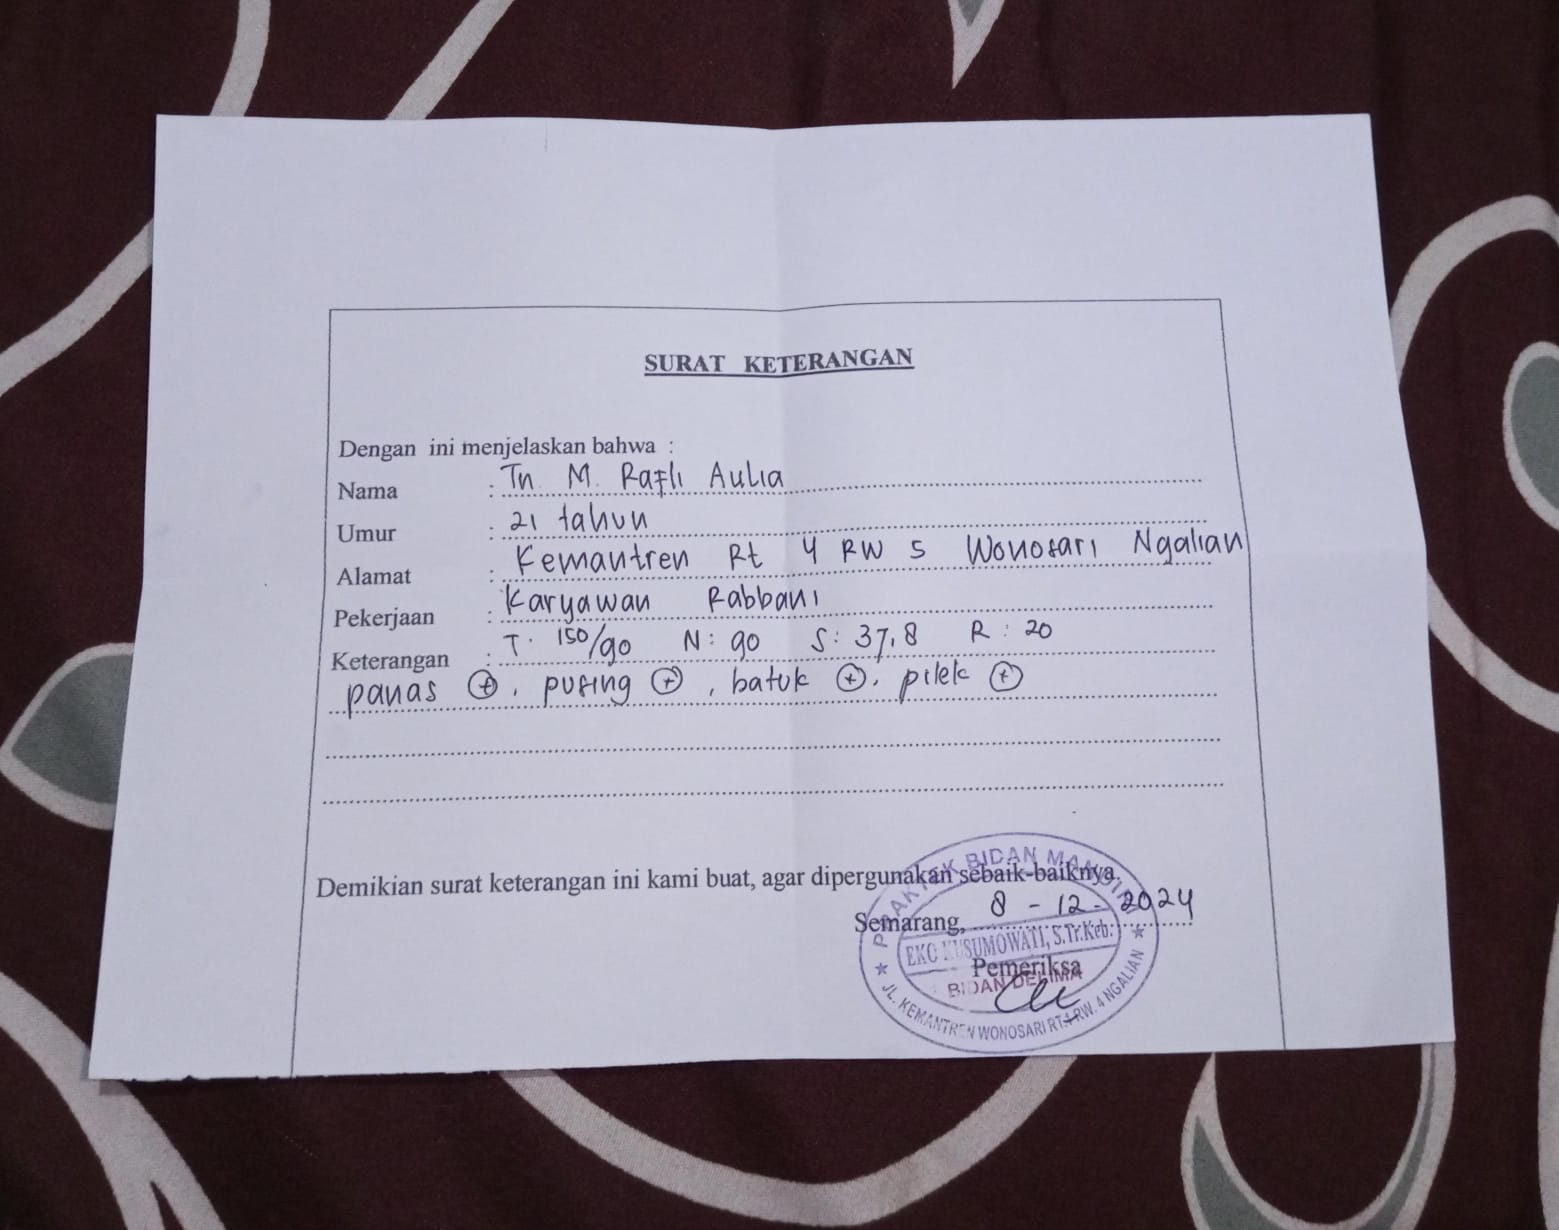 SURAT KETERANGAN
Dengan ini menjelaskan bahwa :
Nama : Tn. M. Rafli Aulia
Umur : 21 tahun
Alamat : Kemantren Rt 4 RW 5 Wonosari Ngalian
Pekerjaan : Karyawan Rabbani
Keterangan : T: 150/90 N: 90 S: 37,8 R: 20
panas (+), pusing (+), batuk (+), pilek (+)
Demikian surat keterangan ini kami buat, agar dipergunakan sebaik-baiknya.
Semarang, 8 - 12 - 2024
Pemeriksa
PRAKTEK BIDAN MANDIRI
EKO KUSUMOWATI, S.Tr.Keb.
BIDAN DELIMA
JL. KEMANTREN WONOSARI RT. RW. 4 NGALIAN